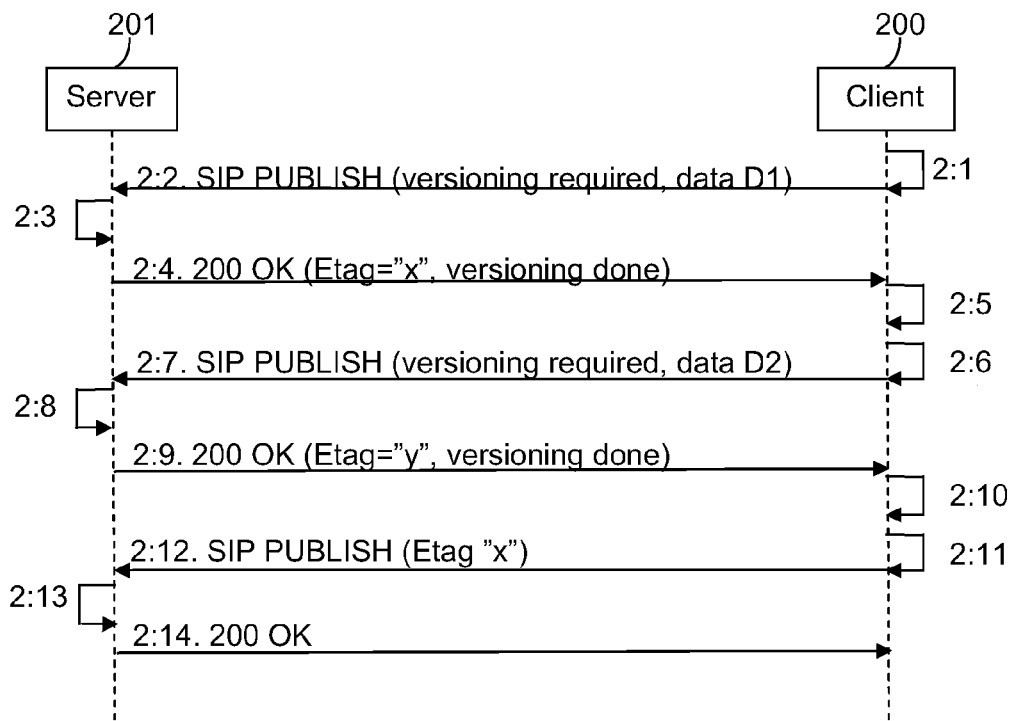 201
200
Server
Client
2:1
2:2. SIP PUBLISH (versioning required, data D1)
2:3
2:4. 200 OK (Etag=”x”, versioning done)
2:5
2:6
2:7. SIP PUBLISH (versioning required, data D2)
2:8
2:9. 200 OK (Etag=”y”, versioning done)
2:10
2:11
2:12. SIP PUBLISH (Etag ”x”)
2:13
2:14. 200 OK